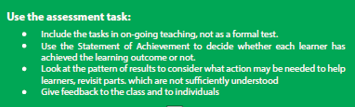 Use the assessment task:
• Include the tasks in on-going teaching, not as a formal test.
• Use the Statement of Achievement to decide whether each learner has
achieved the learning outcome or not.
• Look at the pattern of results to consider what action may be needed to help
learners, revisit parts. which are not sufficiently understood
• Give feedback to the class and to individuals